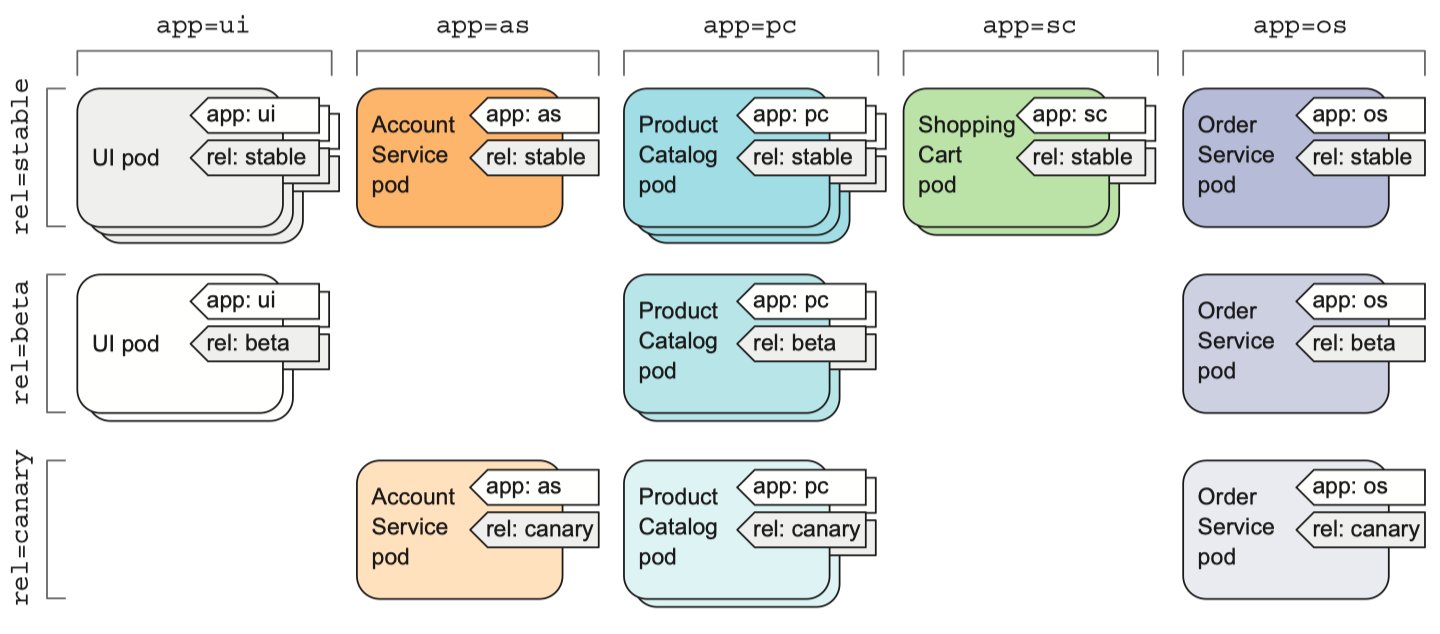 app=ui
app=as
app=pc
app=sc
app=os
rel=stable
UI pod
app: ui
rel: stable
Account
Service
pod
app: as
rel: stable
Product
Catalog
pod
app: pc
rel: stable
Shopping
Cart
pod
app: sc
rel: stable
Order
Service
pod
app: os
rel: stable
rel=beta
UI pod
app: ui
rel: beta
Product
Catalog
pod
app: pc
rel: beta
Order
Service
pod
app: os
rel: beta
rel=canary
Account
Service
pod
app: as
rel: canary
Product
Catalog
pod
app: pc
rel: canary
Order
Service
pod
app: os
rel: canary